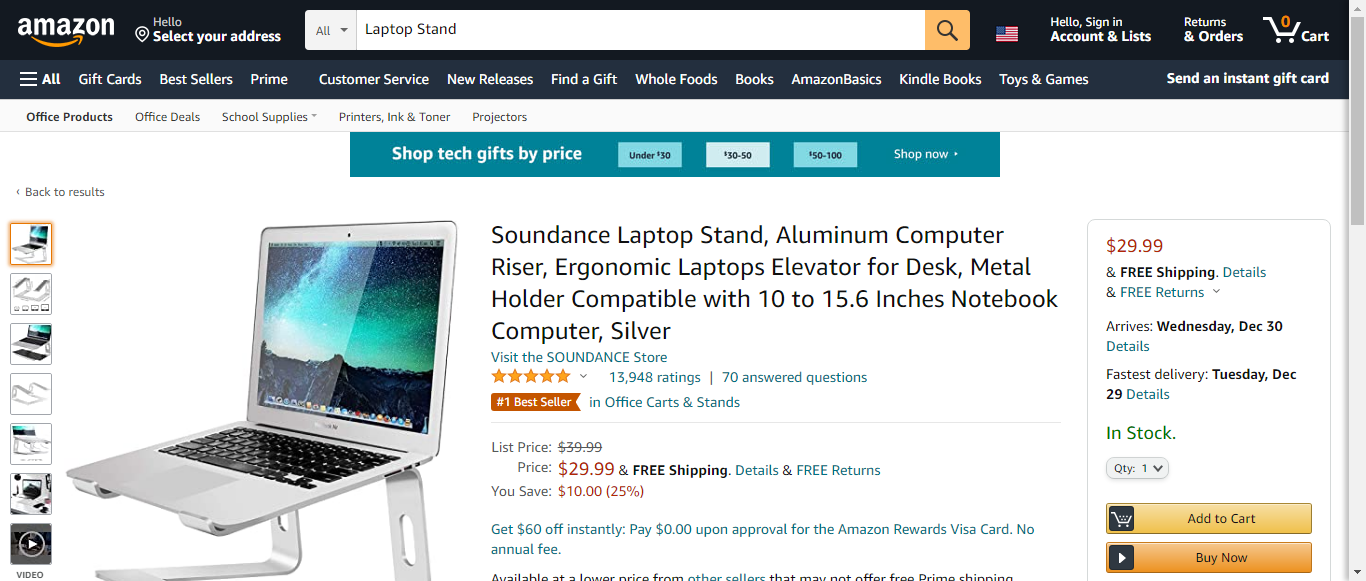 amazon
Hello
Select your address
All
Laptop Stand
Hello, Sign in
Account & Lists
Returns
& Orders
0
Cart
All
Gift Cards
Best Sellers
Prime
Customer Service
New Releases
Find a Gift
Whole Foods
Books
AmazonBasics
Kindle Books
Toys & Games
Send an instant gift card
Office Products
Office Deals
School Supplies
Printers, Ink & Toner
Projectors
Shop tech gifts by price
Under $30
$30-50
$50-100
Shop now
‹ Back to results
VIDEO
Soundance Laptop Stand, Aluminum Computer
Riser, Ergonomic Laptops Elevator for Desk, Metal
Holder Compatible with 10 to 15.6 Inches Notebook
Computer, Silver
Visit the SOUNDANCE Store
13,948 ratings | 70 answered questions
#1 Best Seller in Office Carts & Stands
List Price: $39.99
Price: $29.99 & FREE Shipping. Details & FREE Returns
You Save: $10.00 (25%)
Get $60 off instantly: Pay $0.00 upon approval for the Amazon Rewards Visa Card. No
annual fee.
Available at a lower price from other sellers that may not offer free Prime shipping.
$29.99
& FREE Shipping. Details
& FREE Returns
Arrives: Wednesday, Dec 30
Details
Fastest delivery: Tuesday, Dec
29 Details
In Stock.
Qty: 1
Add to Cart
Buy Now